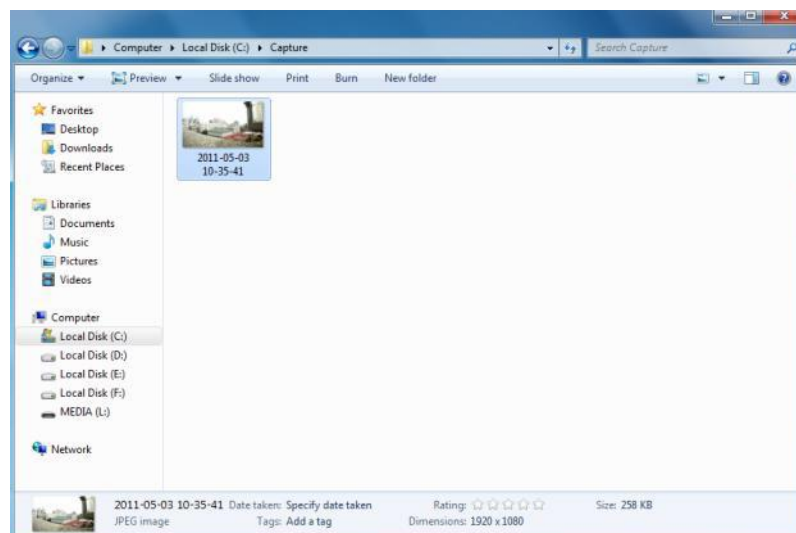 Computer ▸ Local Disk (C:) ▸ Capture
Search Capture
Organize Preview Slide show Print Burn New folder
Favorites
Desktop
Downloads
Recent Places
2011-05-03
10-35-41
Libraries
Documents
Music
Pictures
Videos
Computer
Local Disk (C:)
Local Disk (D:)
Local Disk (E:)
Local Disk (F:)
MEDIA (L:)
Network
2011-05-03 10-35-41 Date taken: Specify date taken Rating: Size: 258 KB
JPEG image Tags: Add a tag Dimensions: 1920 x 1080